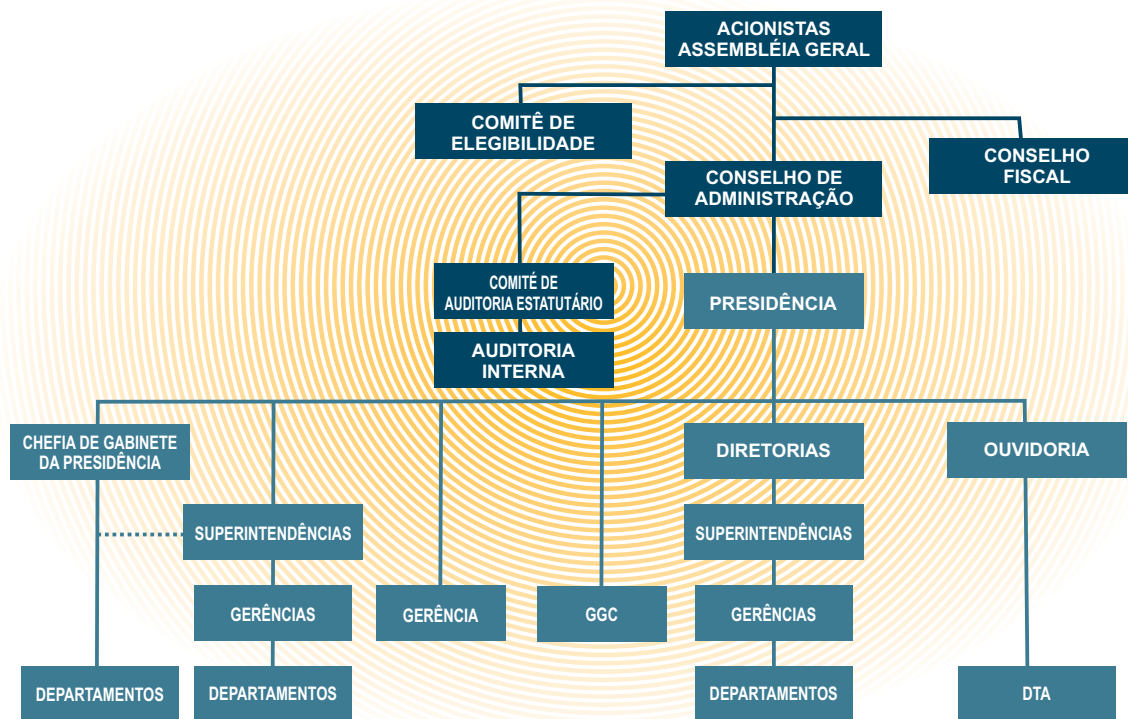 ACIONISTAS
ASSEMBLÉIA GERAL
COMITÊ DE
ELEGIBILIDADE
CONSELHO
FISCAL
CONSELHO DE
ADMINISTRAÇÃO
COMITÉ DE
AUDITORIA ESTATUTÁRIO
PRESIDÊNCIA
AUDITORIA
INTERNA
CHEFIA DE GABINETE
DA PRESIDÊNCIA
DIRETORIAS
OUVIDORIA
SUPERINTENDÊNCIAS
SUPERINTENDÊNCIAS
GERÊNCIAS
GERÊNCIA
GGC
GERÊNCIAS
DEPARTAMENTOS
DEPARTAMENTOS
DEPARTAMENTOS
DTA